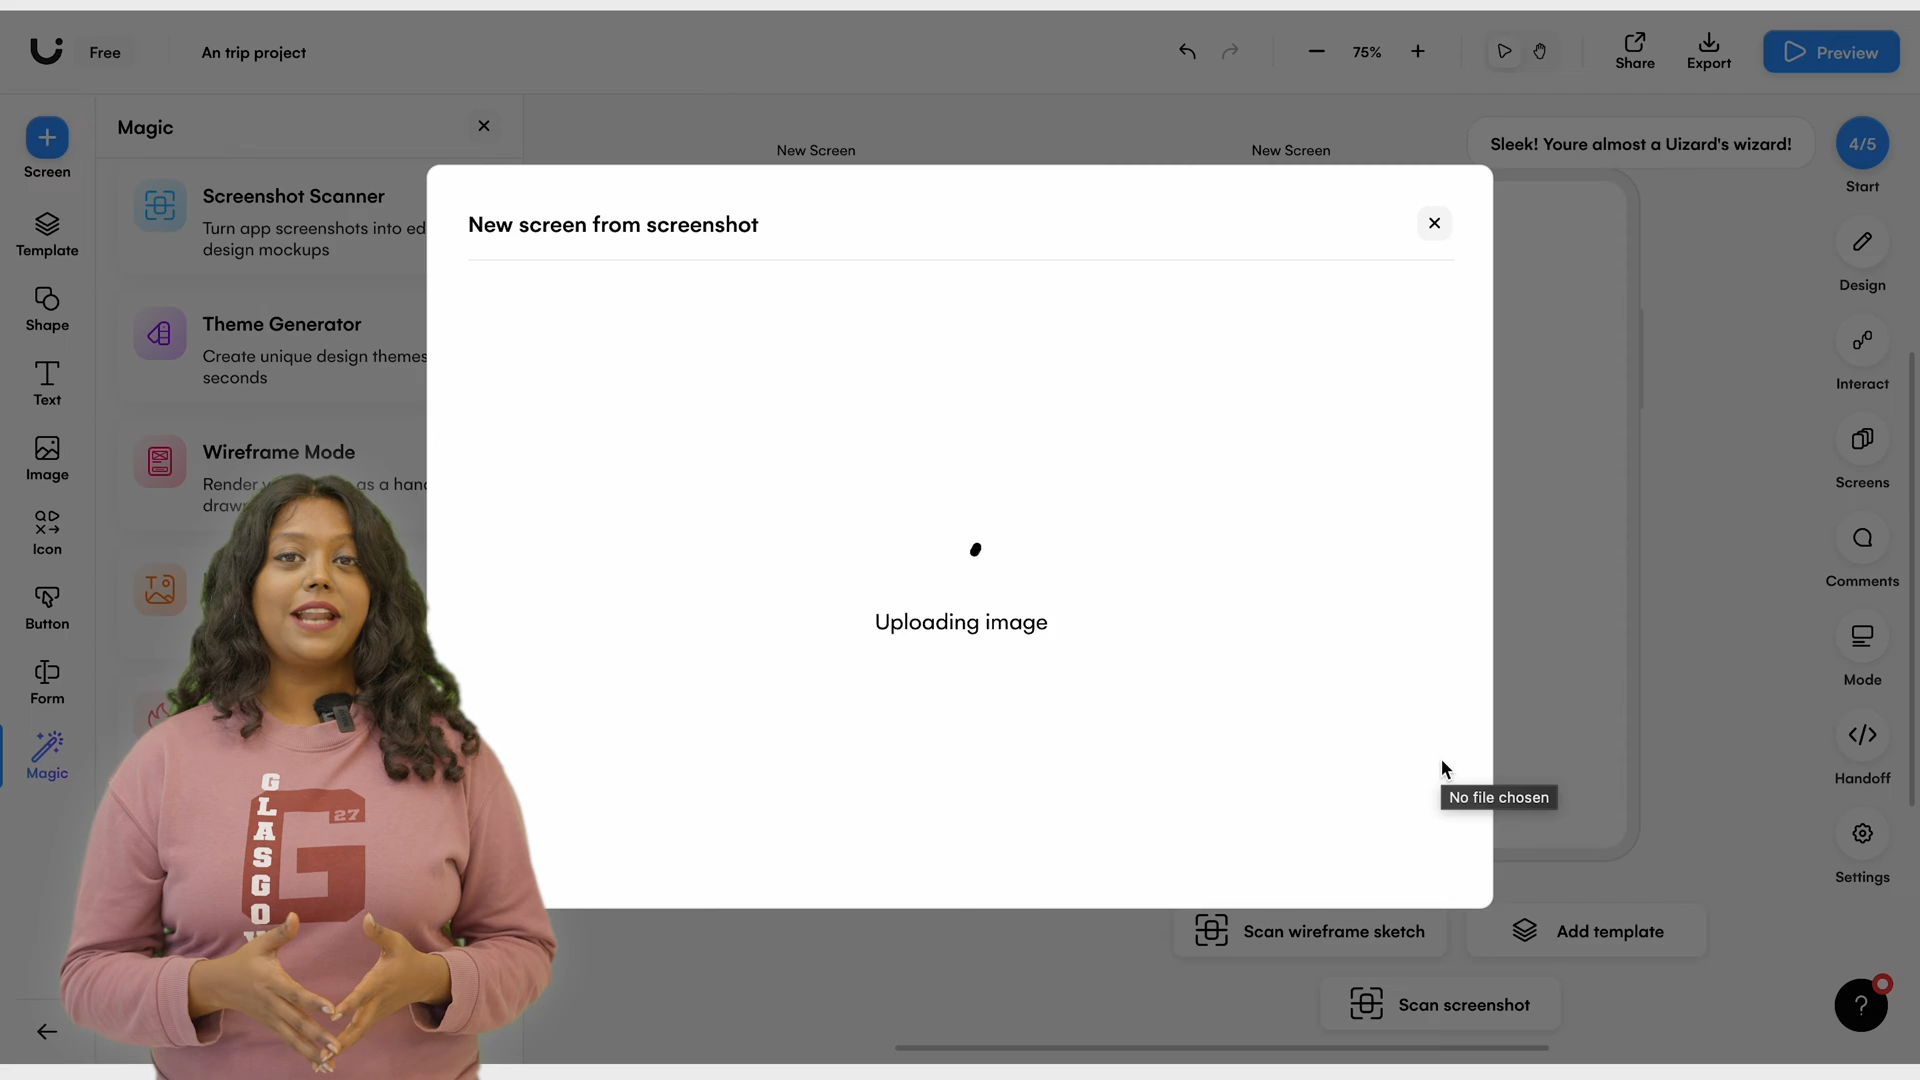 Free
An trip project
75%
Share
Export
Preview
Screen
Template
Shape
Text
Image
Icon
Button
Form
Magic
Magic
Screenshot Scanner
Turn app screenshots into ed
design mockups
Theme Generator
Create unique design themes
seconds
Wireframe Mode
Render as a hand
draw
New Screen
New Screen
Sleek! Youre almost a Uizard's wizard!
New screen from screenshot
Uploading image
No file chosen
Scan wireframe sketch
Add template
Scan screenshot
4/5
Start
Design
Interact
Screens
Comments
Mode
Handoff
Settings
?
GLASGOW
G
27